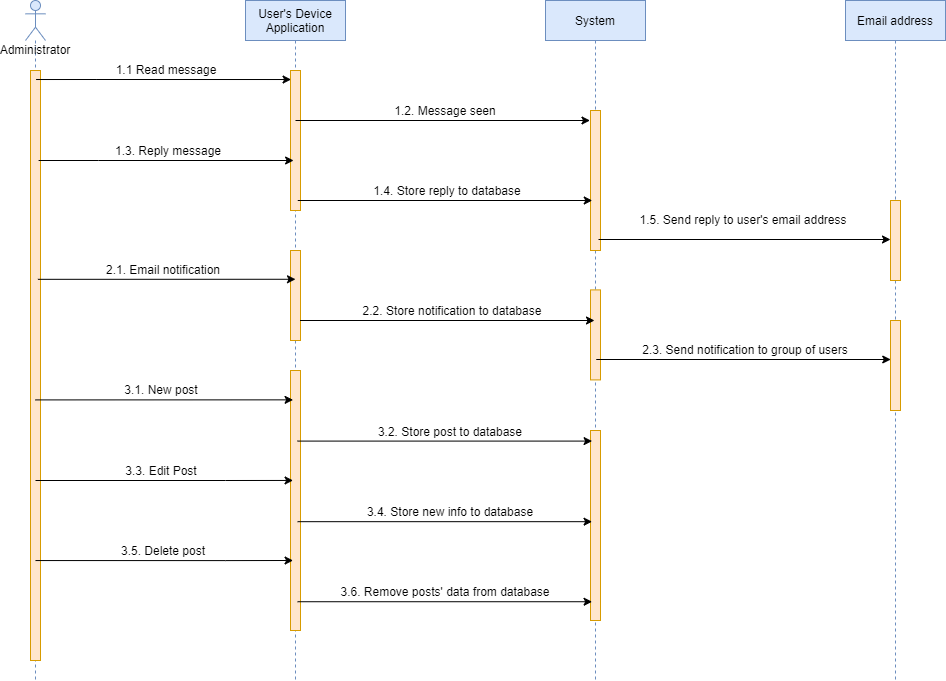 User's Device
Application
System
Email address
Administrator
1.1 Read message
1.2. Message seen
1.3. Reply message
1.4. Store reply to database
1.5. Send reply to user's email address
2.1. Email notification
2.2. Store notification to database
2.3. Send notification to group of users
3.1. New post
3.2. Store post to database
3.3. Edit Post
3.4. Store new info to database
3.5. Delete post
3.6. Remove posts' data from database